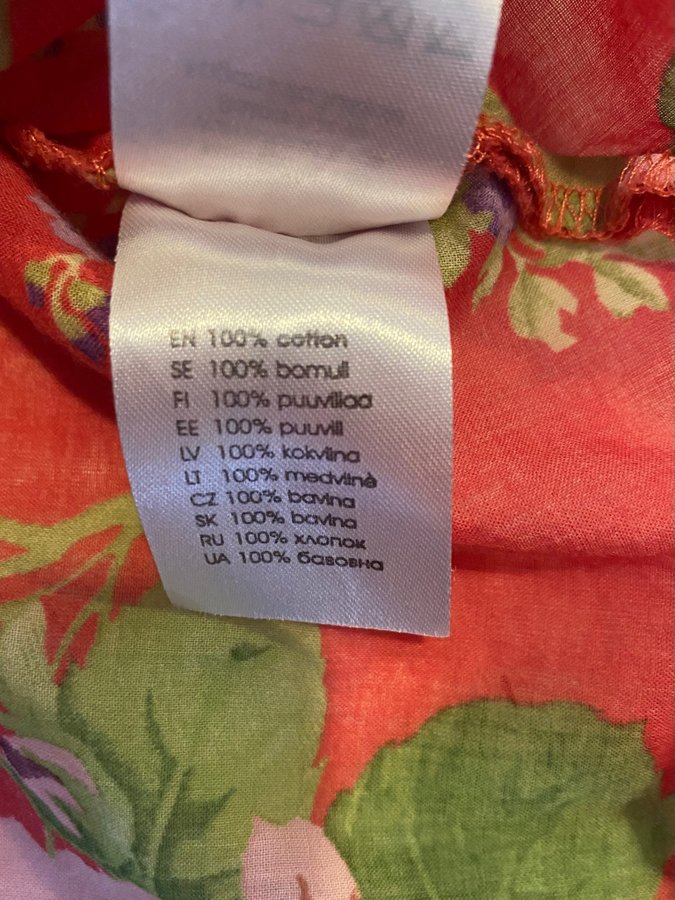 EN 100% cotton
SE 100% bomull
FI 100% puuvillaa
EE 100% puuvill
LV 100% kokvilna
LT 100% medvilnė
CZ 100% bavlna
SK 100% bavlna
RU 100% хлопок
UA 100% бавовна